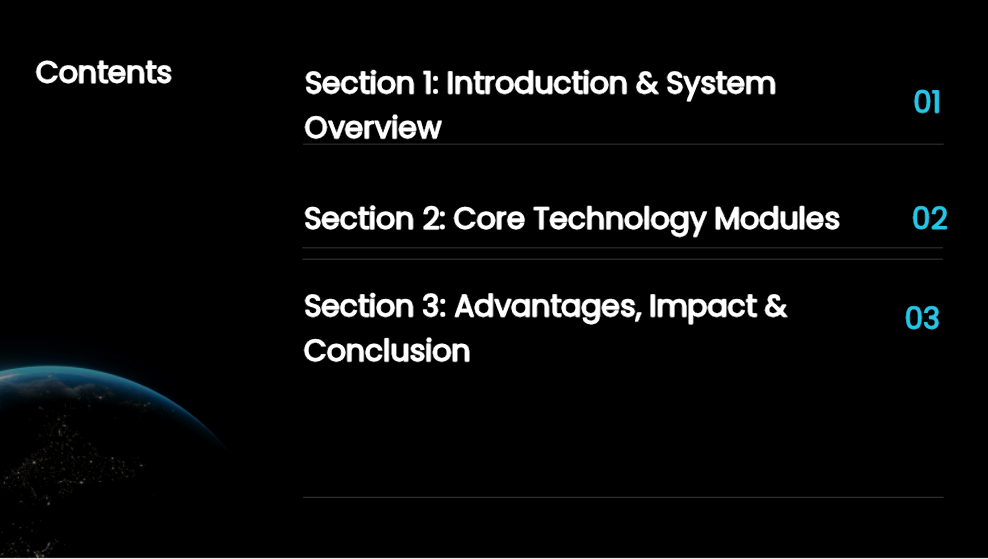 Contents
Section 1: Introduction & System
Overview
01
Section 2: Core Technology Modules
02
Section 3: Advantages, Impact &
Conclusion
03